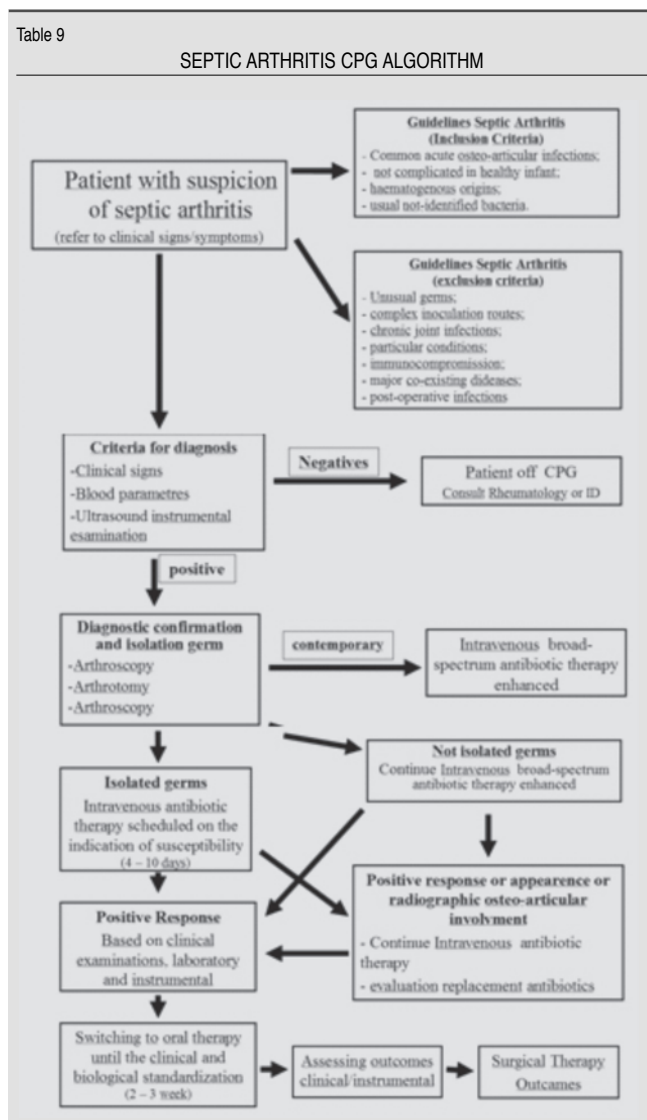 Table 9
SEPTIC ARTHRITIS CPG ALGORITHM
Patient with suspicion
of septic arthritis
(refer to clinical signs/symptoms)
Guidelines Septic Arthritis
(Inclusion Criteria)
- Common acute osteo-articular infections;
- not complicated in healthy infant;
- haematogenous origins;
- usual not-identified bacteria.
Guidelines Septic Arthritis
(exclusion criteria)
- Unusual germs;
- complex inoculation routes;
- chronic joint infections;
- particular conditions;
- immunocompromission;
- major co-existing dideases;
- post-operative infections
Criteria for diagnosis
-Clinical signs
-Blood parametres
-Ultrasound instrumental
esamination
Negatives
Patient off CPG
Consult Rheumatology or ID
positive
Diagnostic confirmation
and isolation germ
-Arthroscopy
-Arthrotomy
-Arthroscopy
contemporary
Intravenous broad-
spectrum antibiotic therapy
enhanced
Not isolated germs
Continue Intravenous broad-spectrum
antibiotic therapy enhanced
Isolated germs
Intravenous antibiotic
therapy scheduled on the
indication of susceptibility
(4 – 10 days)
Positive response or appearence or
radiographic osteo-articular
involvment
- Continue Intravenous antibiotic
therapy
- evaluation replacement antibiotics
Positive Response
Based on clinical
examinations, laboratory
and instrumental
Switching to oral therapy
until the clinical and
biological standardization
(2 – 3 week)
Assessing outcomes
clinical/instrumental
Surgical Therapy
Outcomes